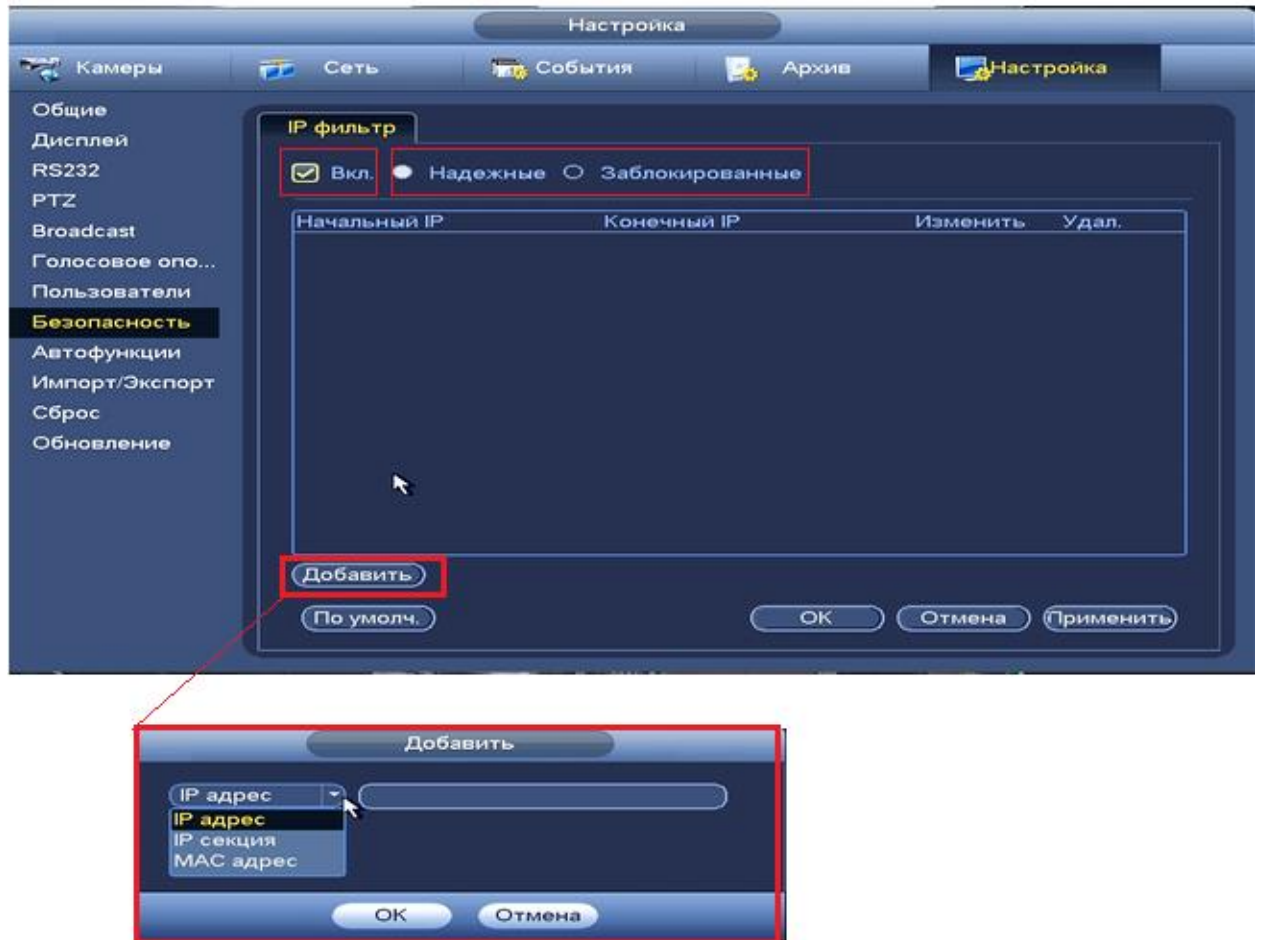 Настройка
Камеры Сеть События Архив Настройка
Общие
Дисплей
RS232
PTZ
Broadcast
Голосовое опо...
Пользователи
Безопасность
Автофункции
Импорт/Экспорт
Сброс
Обновление
IP фильтр
Вкл. Надежные Заблокированные
Начальный IP Конечный IP Изменить Удал.
Добавить
По умолч. ОК Отмена Применить
Добавить
IP адрес
IP адрес
IP секция
MAC адрес
ОК Отмена